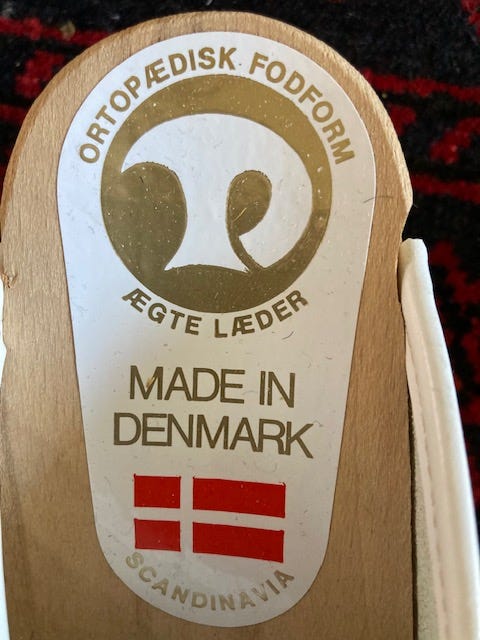 ORTOPÆDISK FODFORM
ÆGTE LÆDER
MADE IN
DENMARK
SCANDINAVIA